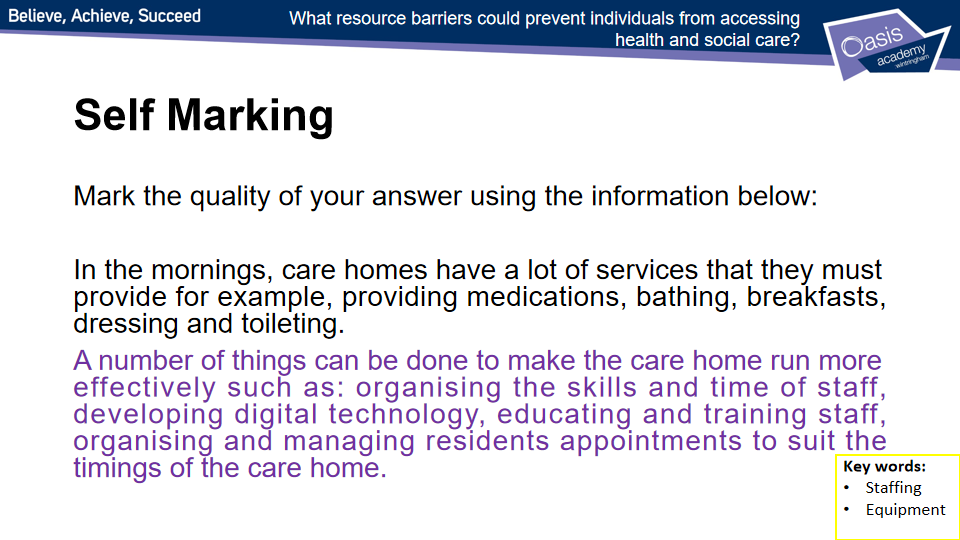 Believe, Achieve, Succeed
What resource barriers could prevent individuals from accessing
health and social care?
Oasis
academy
wintringham
Self Marking
Mark the quality of your answer using the information below:
In the mornings, care homes have a lot of services that they must
provide for example, providing medications, bathing, breakfasts,
dressing and toileting.
A number of things can be done to make the care home run more
effectively such as: organising the skills and time of staff,
developing digital technology, educating and training staff,
organising and managing residents appointments to suit the
timings of the care home.
Key words:
• Staffing
• Equipment